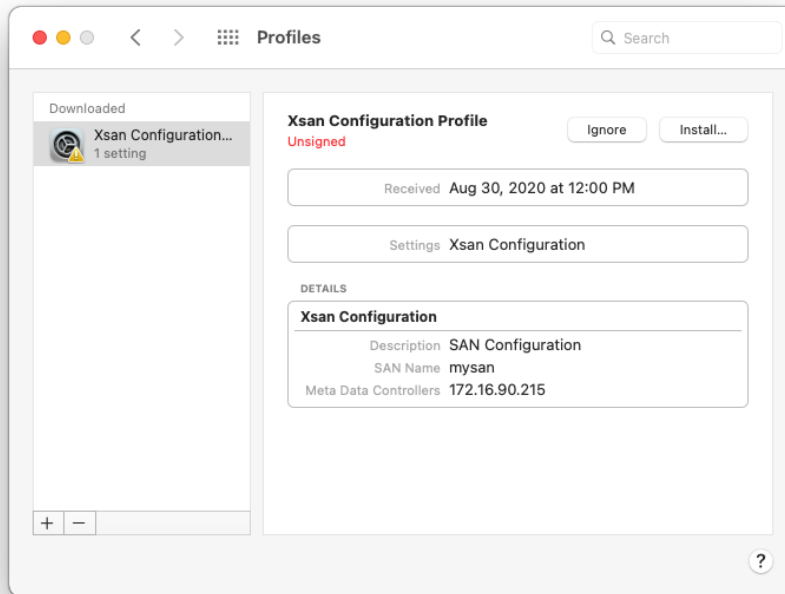 Profiles
Search
Downloaded
Xsan Configuration...
1 setting
Xsan Configuration Profile
Unsigned
Ignore
Install...
Received Aug 30, 2020 at 12:00 PM
Settings Xsan Configuration
DETAILS
Xsan Configuration
Description SAN Configuration
SAN Name mysan
Meta Data Controllers 172.16.90.215
+ −
?